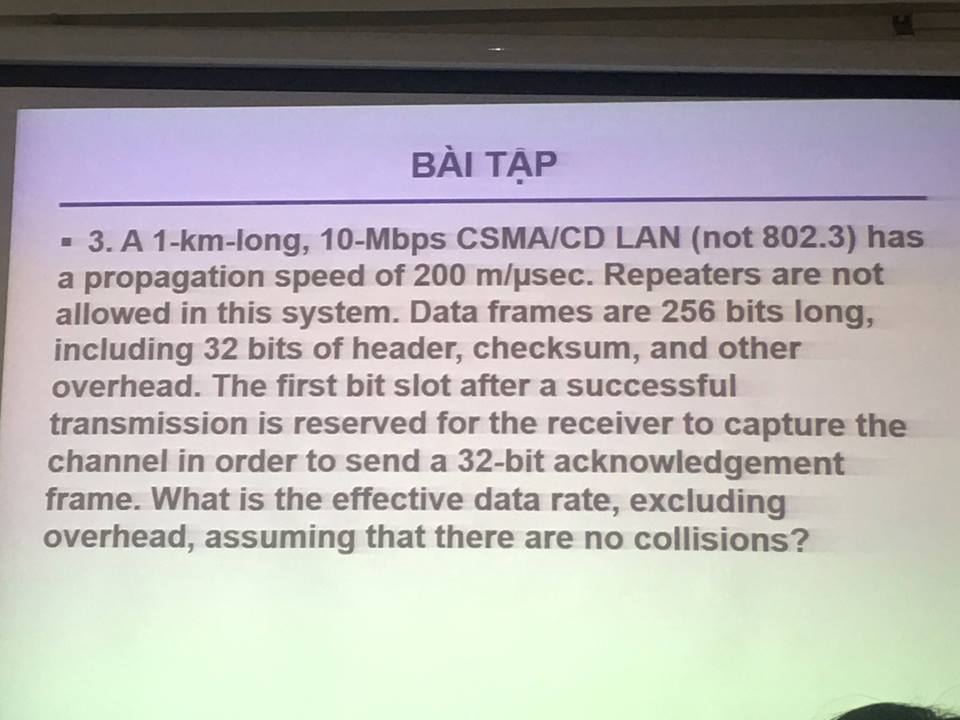 BÀI TẬP
▪ 3. A 1-km-long, 10-Mbps CSMA/CD LAN (not 802.3) has
a propagation speed of 200 m/µsec. Repeaters are not
allowed in this system. Data frames are 256 bits long,
including 32 bits of header, checksum, and other
overhead. The first bit slot after a successful
transmission is reserved for the receiver to capture the
channel in order to send a 32-bit acknowledgement
frame. What is the effective data rate, excluding
overhead, assuming that there are no collisions?